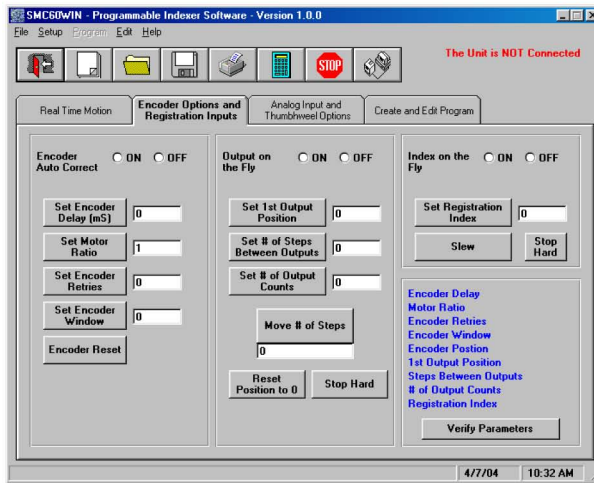 SMC60WIN - Programmable Indexer Software - Version 1.0.0
File Setup Program Edit Help
STOP
The Unit is NOT Connected
Real Time Motion
Encoder Options and
Registration Inputs
Analog Input and
Thumbhweel Options
Create and Edit Program
Encoder
Auto Correct
ON OFF
Set Encoder
Delay (mS)
0
Set Motor
Ratio
1
Set Encoder
Retries
0
Set Encoder
Window
0
Encoder Reset
Output on
the Fly
ON OFF
Set 1st Output
Position
0
Set # of Steps
Between Outputs
0
Set # of Output
Counts
0
Move # of Steps
0
Reset
Position to 0
Stop Hard
Index on the
Fly
ON OFF
Set Registration
Index
0
Slew
Stop
Hard
Encoder Delay
Motor Ratio
Encoder Retries
Encoder Window
Encoder Postion
1st Output Position
Steps Between Outputs
# of Output Counts
Registration Index
Verify Parameters
4/7/04
10:32 AM